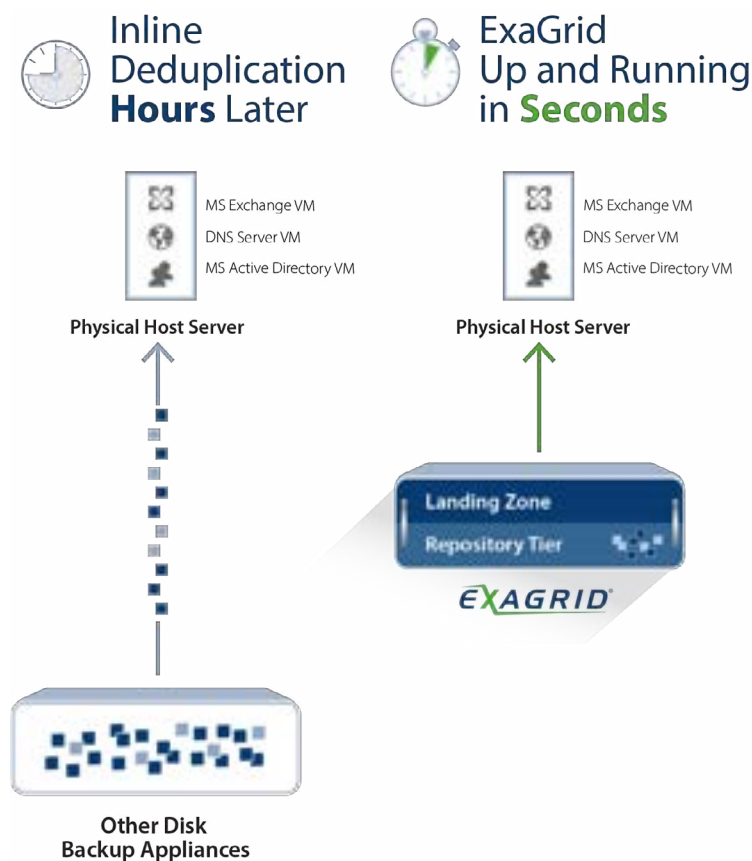 Inline
Deduplication
Hours Later
ExaGrid
Up and Running
in Seconds
MS Exchange VM
DNS Server VM
MS Active Directory VM
Physical Host Server
MS Exchange VM
DNS Server VM
MS Active Directory VM
Physical Host Server
Landing Zone
Repository Tier
EXAGRID®
Other Disk
Backup Appliances